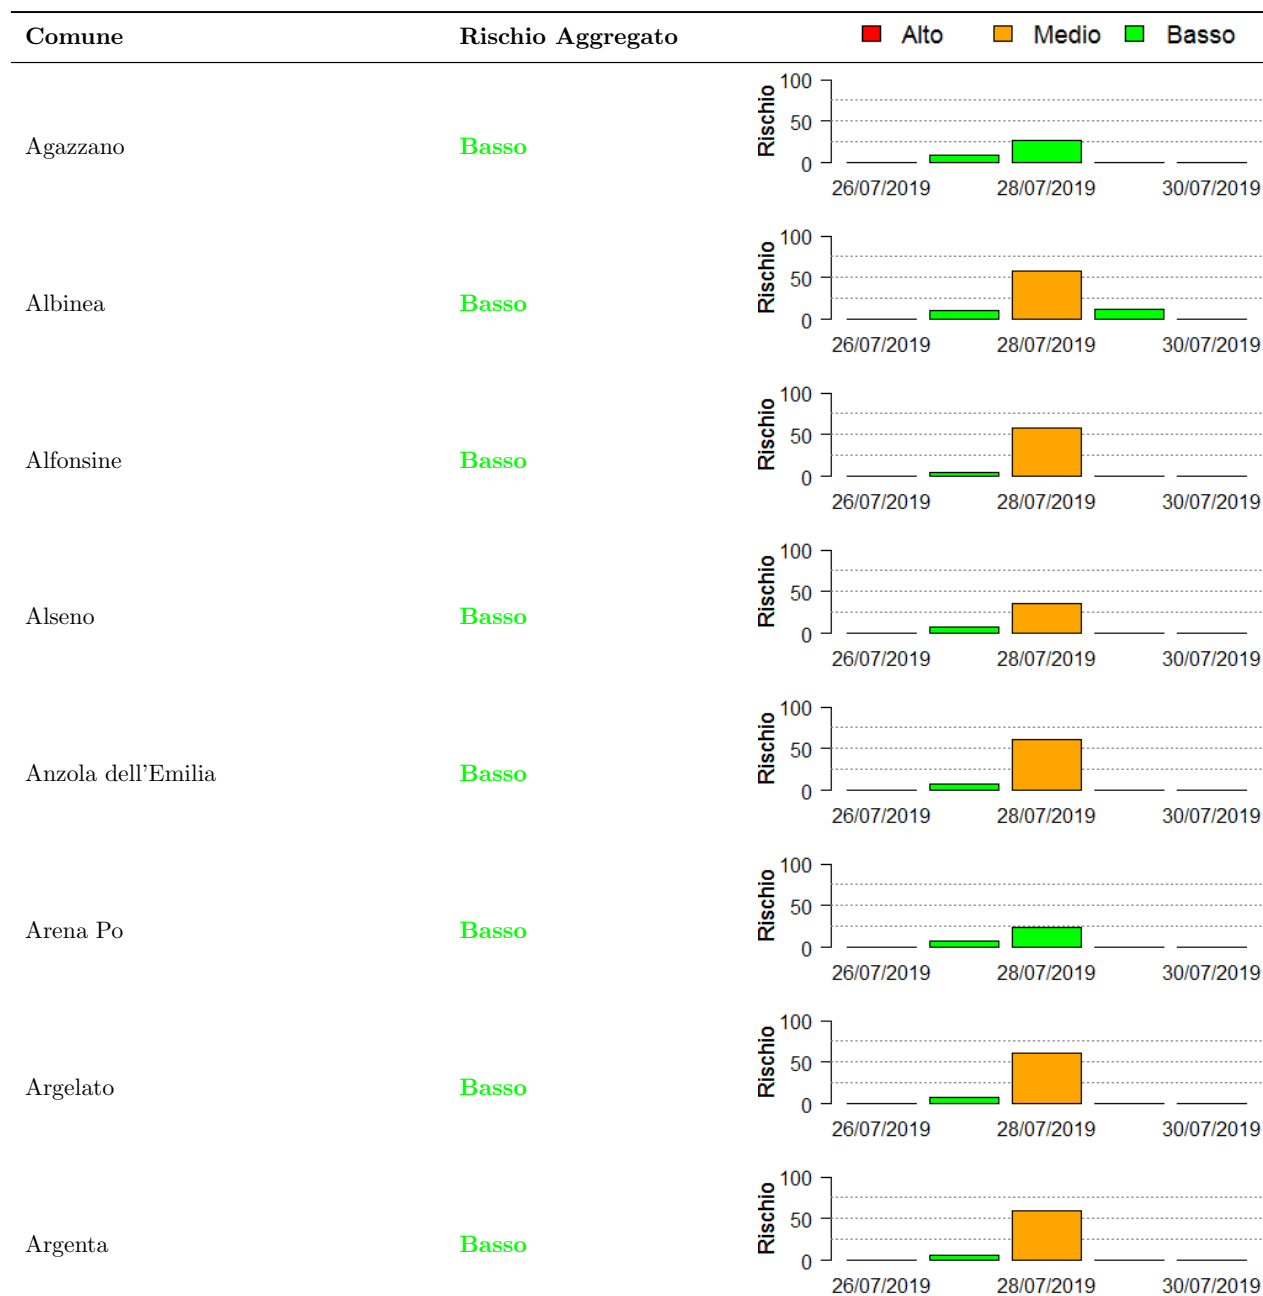 Comune Rischio Aggregato Alto Medio Basso
100
50
0
Rischio
Agazzano Basso
26/07/2019 28/07/2019 30/07/2019
100
50
0
Rischio
Albinea Basso
26/07/2019 28/07/2019 30/07/2019
100
50
0
Rischio
Alfonsine Basso
26/07/2019 28/07/2019 30/07/2019
100
50
0
Rischio
Alseno Basso
26/07/2019 28/07/2019 30/07/2019
100
50
0
Rischio
Anzola dell'Emilia Basso
26/07/2019 28/07/2019 30/07/2019
100
50
0
Rischio
Arena Po Basso
26/07/2019 28/07/2019 30/07/2019
100
50
0
Rischio
Argelato Basso
26/07/2019 28/07/2019 30/07/2019
100
50
0
Rischio
Argenta Basso
26/07/2019 28/07/2019 30/07/2019